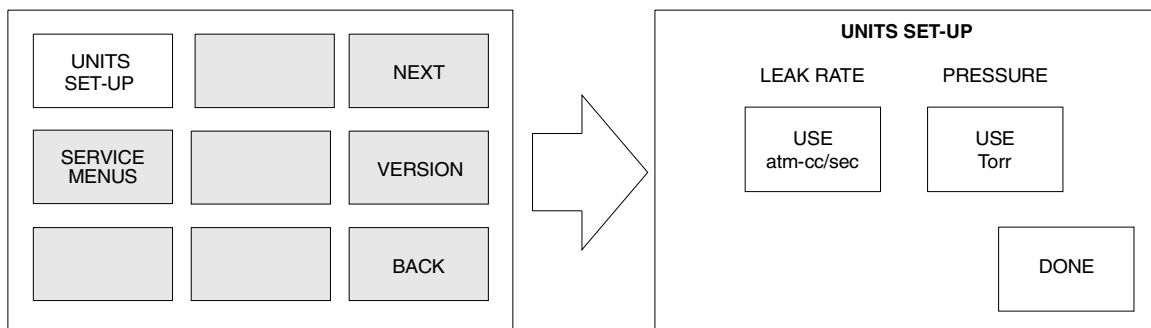 UNITS
SET-UP
NEXT
SERVICE
MENUS
VERSION
BACK
UNITS SET-UP
LEAK RATE
PRESSURE
USE
atm-cc/sec
USE
Torr
DONE